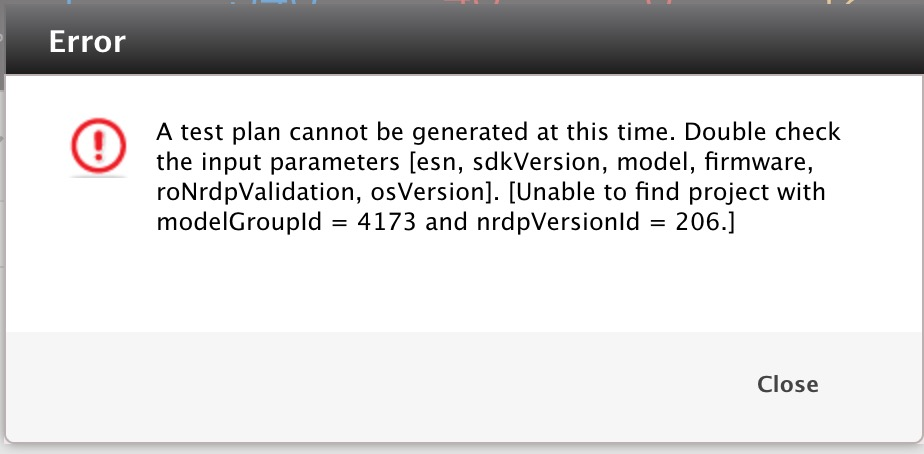 Error
A test plan cannot be generated at this time. Double check
the input parameters [esn, sdkVersion, model, firmware,
roNrdpValidation, osVersion]. [Unable to find project with
modelGroupId = 4173 and nrdpVersionId = 206.]
Close